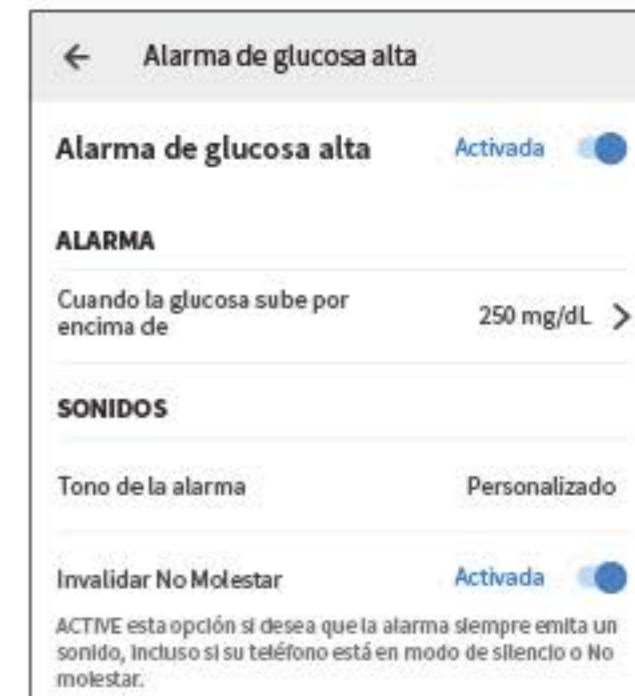 Alarma de glucosa alta
Alarma de glucosa alta Activada
ALARMA
Cuando la glucosa sube por
encima de
250 mg/dL
SONIDOS
Tono de la alarma Personalizado
Invalidar No Molestar Activada
ACTIVE esta opción si desea que la alarma siempre emita un
sonido, incluso si su teléfono está en modo de silencio o No
molestar.